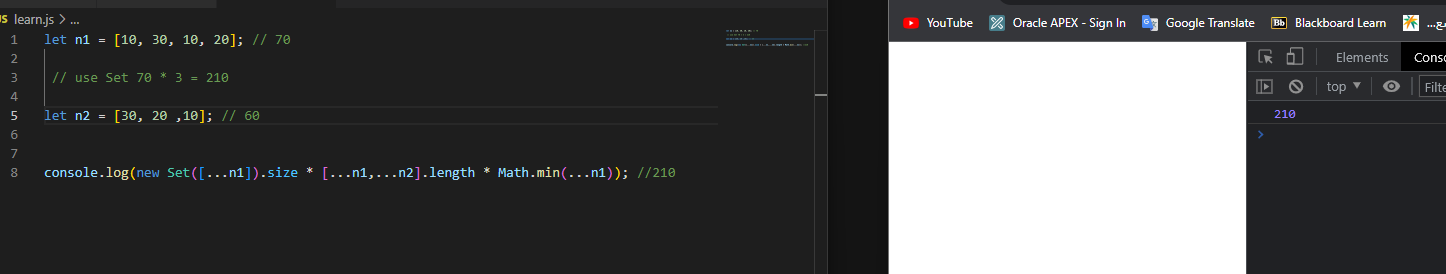 learn.js > ...
1 let n1 = [10, 30, 10, 20]; // 70
2
3 // use Set 70 * 3 = 210
4
5 let n2 = [30, 20 ,10]; // 60
6
7
8 console.log(new Set([...n1]).size * [...n1,...n2].length * Math.min(...n1)); //210
YouTube Oracle APEX - Sign In Google Translate Bb Blackboard Learn
Elements Conso
top Filte
210
>